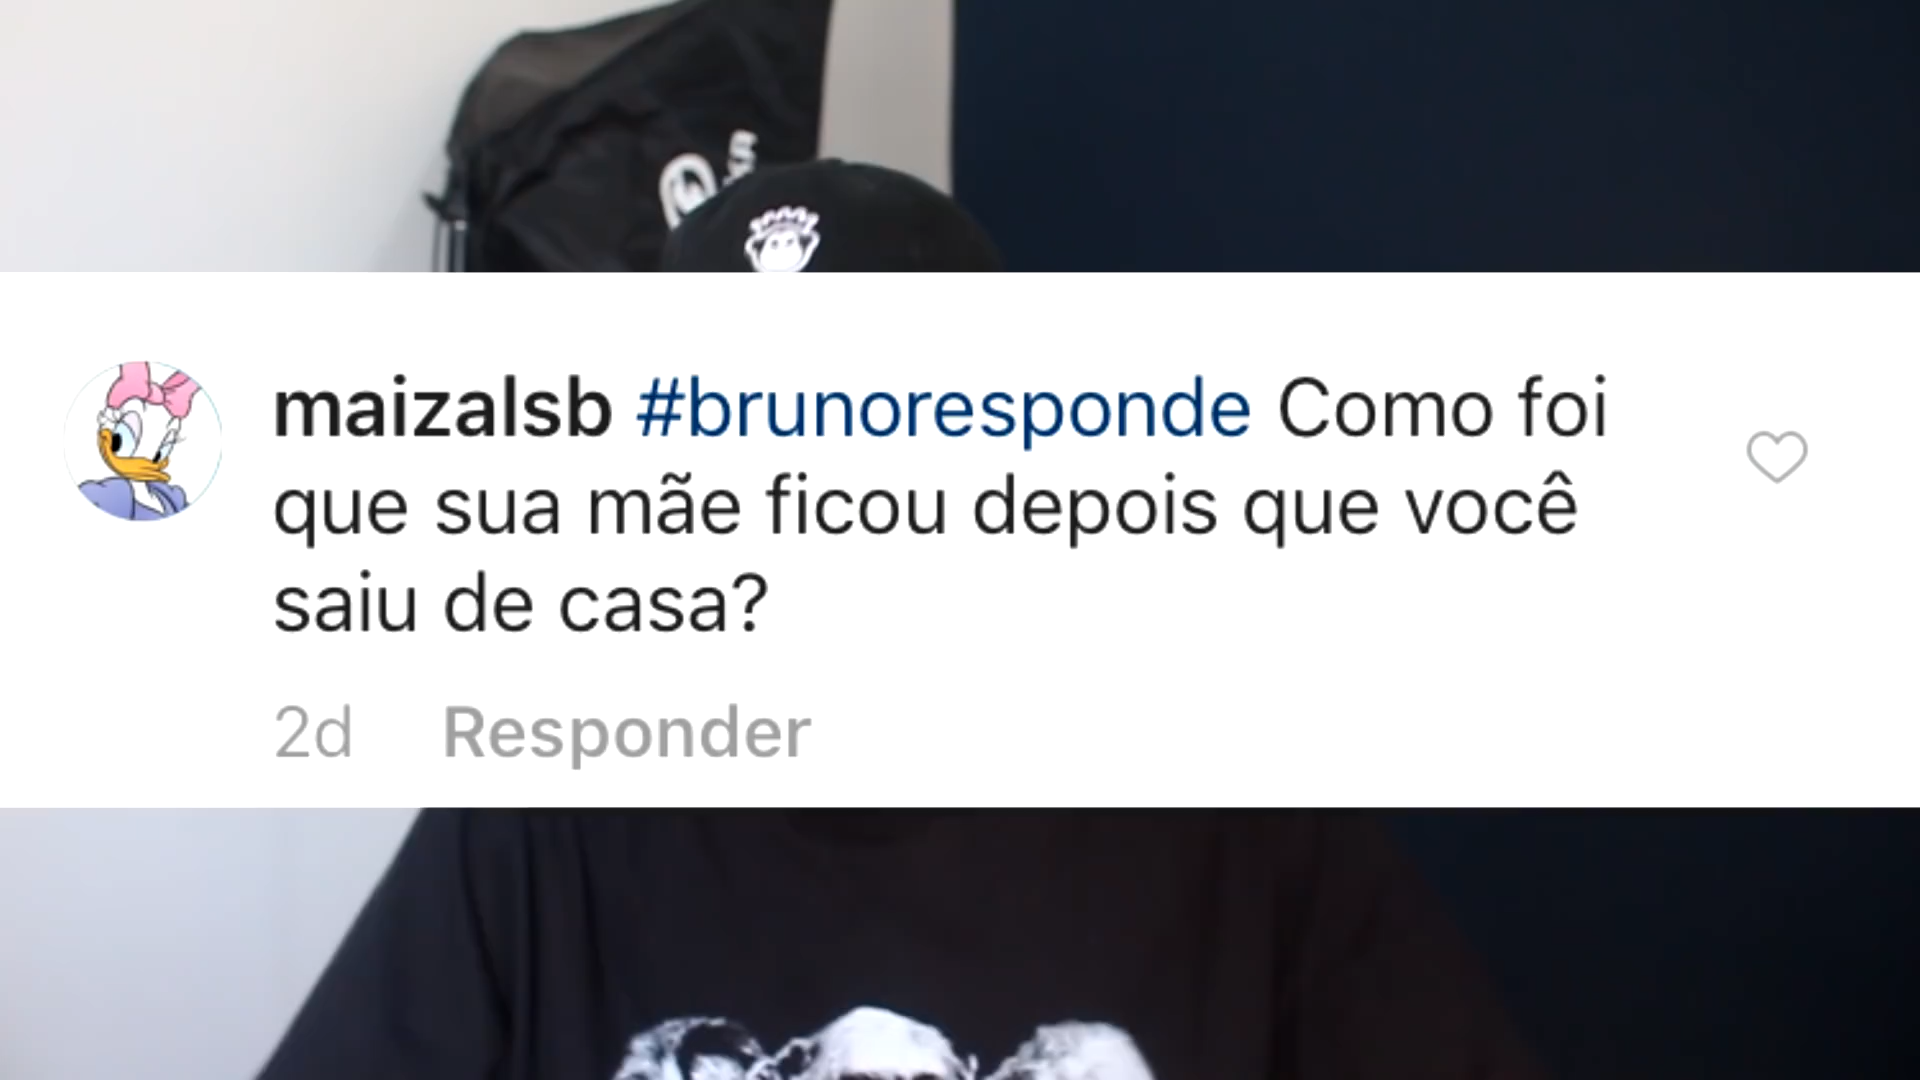 maizalsb #brunoresponde Como foi
que sua mãe ficou depois que você
saiu de casa?
2d Responder